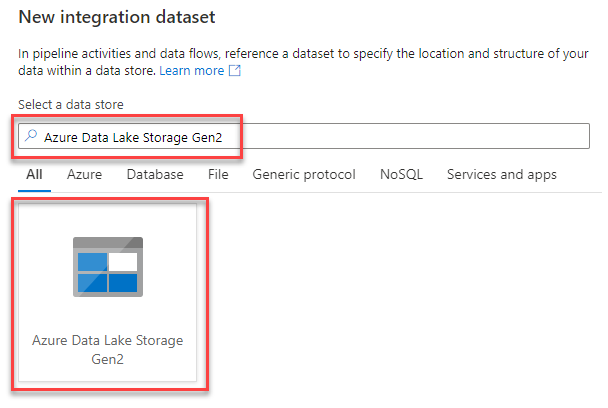 New integration dataset
In pipeline activities and data flows, reference a dataset to specify the location and structure of your
data within a data store. Learn more
Select a data store
Azure Data Lake Storage Gen2
All Azure Database File Generic protocol NoSQL Services and apps
Azure Data Lake Storage
Gen2